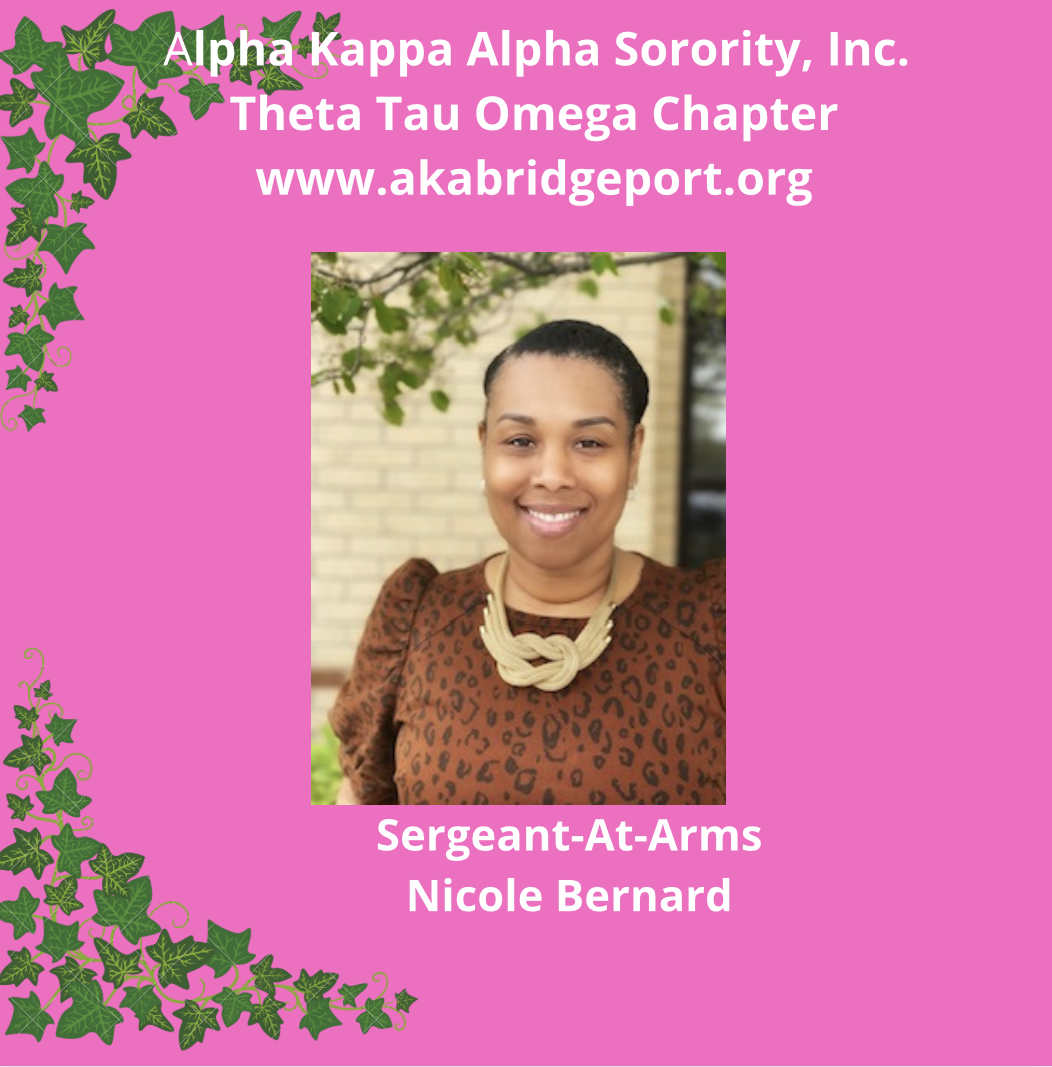 Alpha Kappa Alpha Sorority, Inc.
Theta Tau Omega Chapter
www.akabridgeport.org
Sergeant-At-Arms
Nicole Bernard